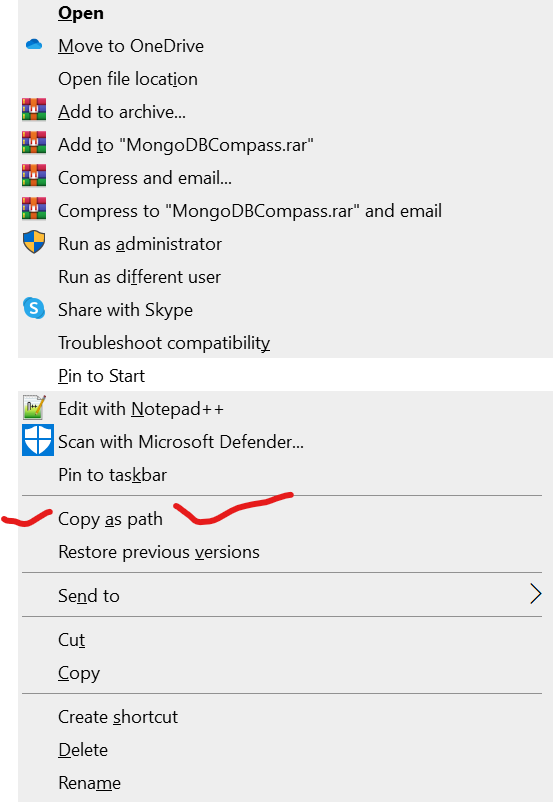 Open
Move to OneDrive
Open file location
Add to archive...
Add to "MongoDBCompass.rar"
Compress and email...
Compress to "MongoDBCompass.rar" and email
Run as administrator
Run as different user
S Share with Skype
Troubleshoot compatibility
Pin to Start
Edit with Notepad++
Scan with Microsoft Defender...
Pin to taskbar
Copy as path
Restore previous versions
Send to
Cut
Copy
Create shortcut
Delete
Rename